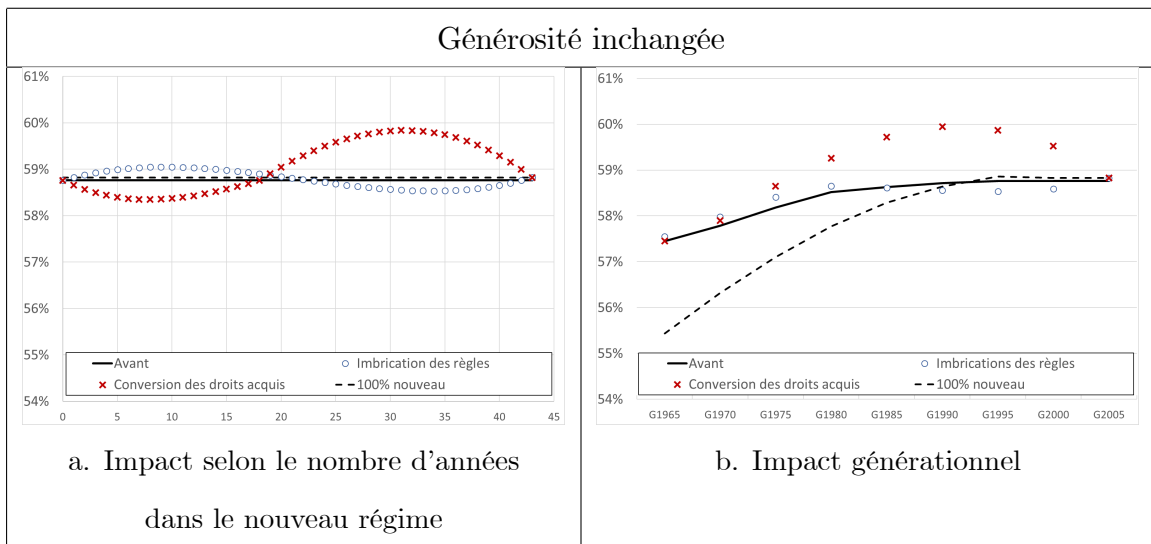 Générosité inchangée
61%
60%
59%
58%
57%
56%
55%
54%
Avant
Imbrication des règles
Conversion des droits acquis
100% nouveau
0 5 10 15 20 25 30 35 40 45
a. Impact selon le nombre d'années
dans le nouveau régime
61%
60%
59%
58%
57%
56%
55%
54%
Avant
Imbrications des règles
Conversion des droits acquis
100% nouveau
G1965 G1970 G1975 G1980 G1985 G1990 G1995 G2000 G2005
b. Impact générationnel